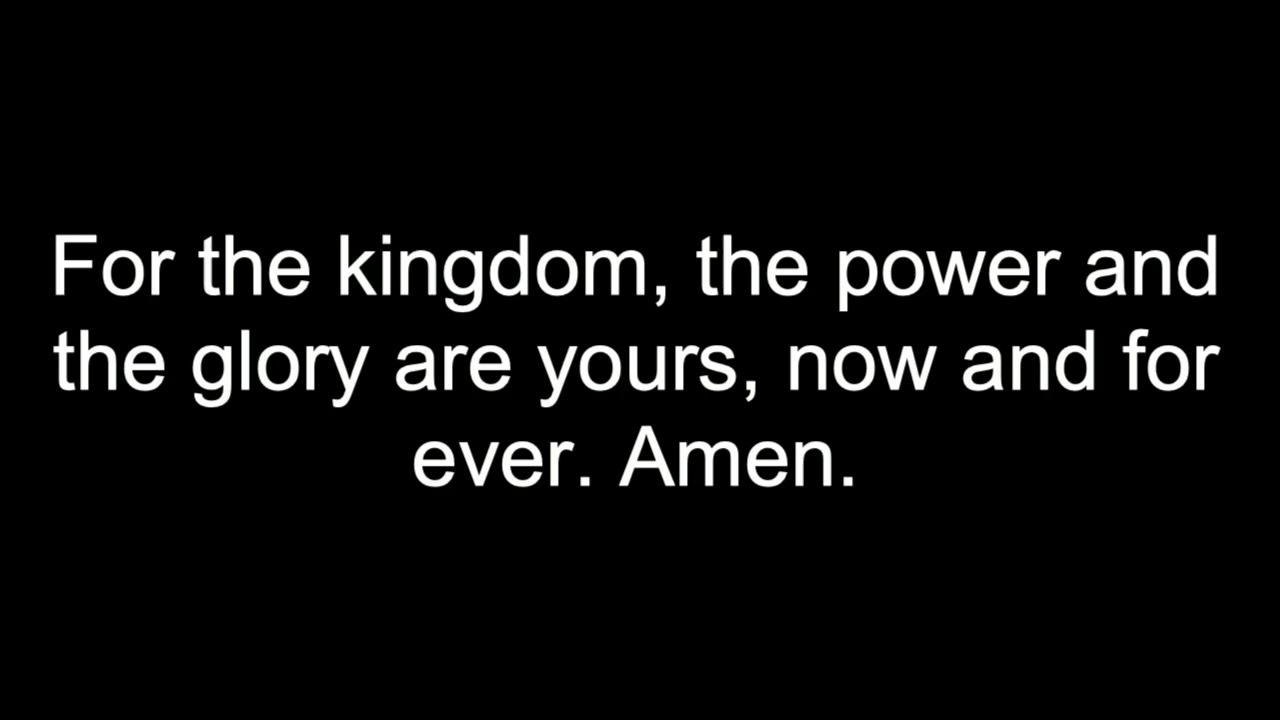 For the kingdom, the power and
the glory are yours, now and for
ever. Amen.